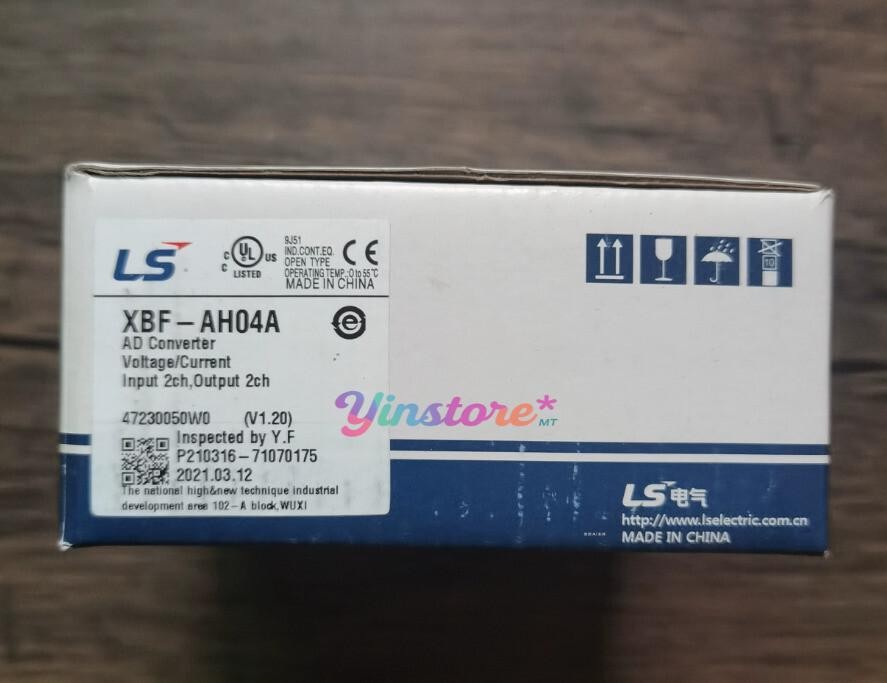 LS
C UL US
C LISTED
9J51
IND.CONT.EQ.
OPEN TYPE
OPERATING TEMP.:0 to 55℃
MADE IN CHINA
CE
XBF-AH04A
AD Converter
Voltage/Current
Input 2ch,Output 2ch
47230050W0 (V1.20)
Inspected by Y.F
P210316-71070175
2021.03.12
The national high&new technique industrial
development area 102-A block,WUXI
Yinstore*MT
10
LS电气
http://www.lselectric.com.cn
MADE IN CHINA